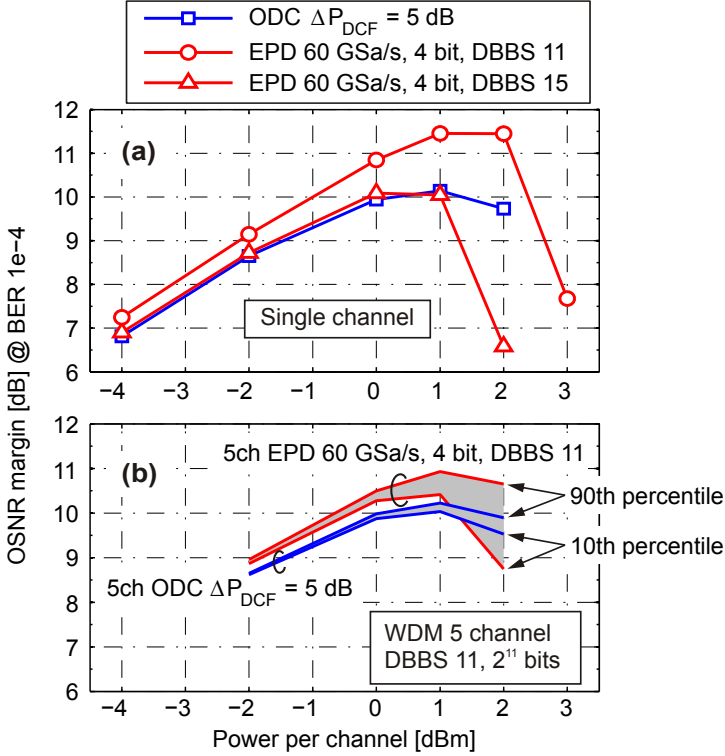 ODC ΔP_DCF = 5 dB
EPD 60 GSa/s, 4 bit, DBBS 11
EPD 60 GSa/s, 4 bit, DBBS 15
OSNR margin [dB] @ BER 1e-4
12
11
10
9
8
7
6
(a)
Single channel
−4 −3 −2 −1 0 1 2 3
11
10
9
8
7
6
(b)
5ch EPD 60 GSa/s, 4 bit, DBBS 11
90th percentile
10th percentile
5ch ODC ΔP_DCF = 5 dB
WDM 5 channel
DBBS 11, 2¹¹ bits
−4 −3 −2 −1 0 1 2 3
Power per channel [dBm]